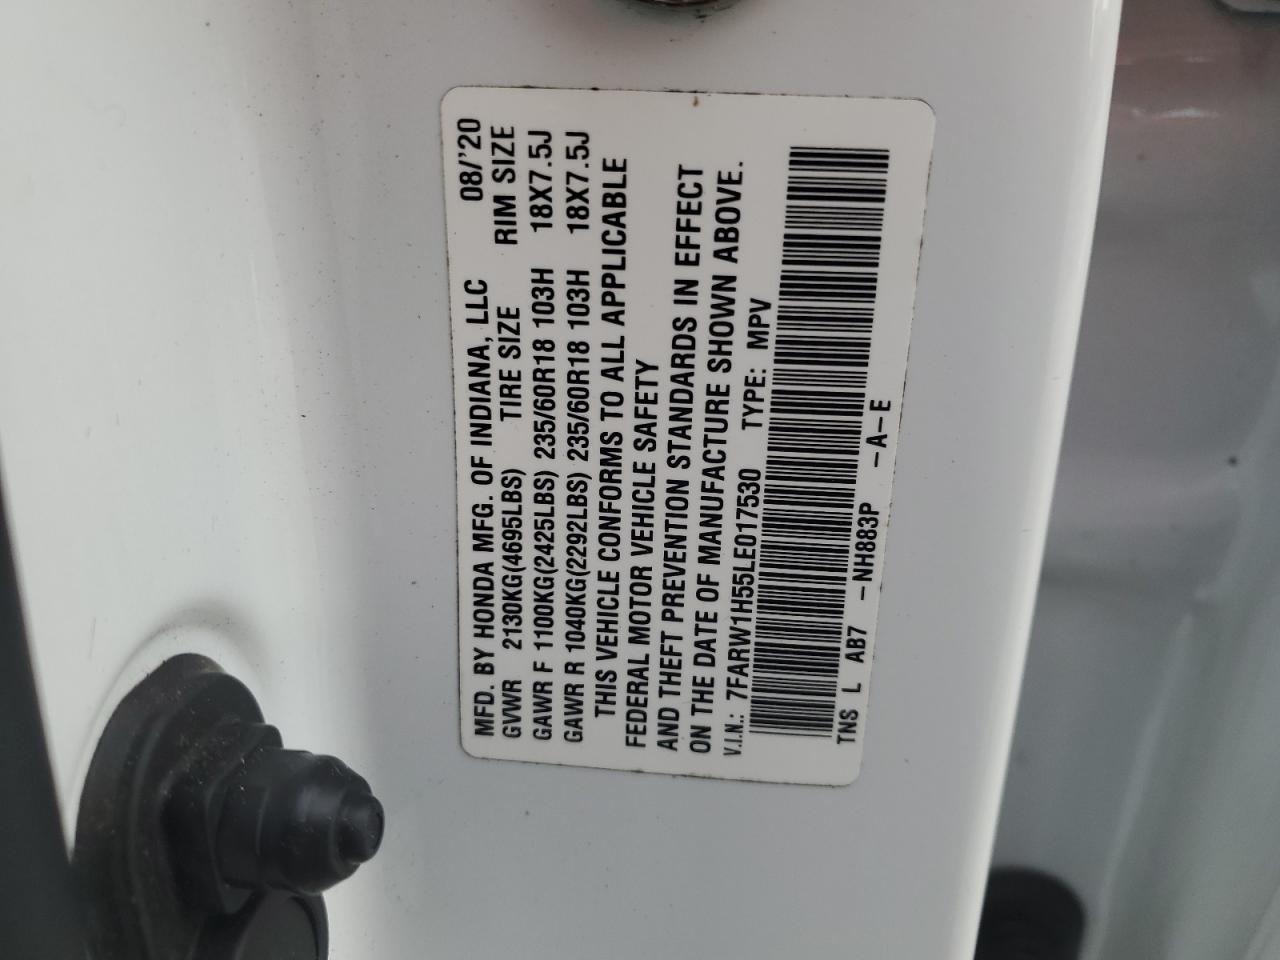 MFD. BY HONDA MFG. OF INDIANA, LLC 08/'20
GVWR 2130KG(4695LBS) TIRE SIZE RIM SIZE
GAWR F 1100KG(2425LBS) 235/60R18 103H 18X7.5J
GAWR R 1040KG(2292LBS) 235/60R18 103H 18X7.5J
THIS VEHICLE CONFORMS TO ALL APPLICABLE
FEDERAL MOTOR VEHICLE SAFETY
AND THEFT PREVENTION STANDARDS IN EFFECT
ON THE DATE OF MANUFACTURE SHOWN ABOVE.
V.I.N.: 7FARW1H55LE017530 TYPE: MPV
TNS L AB7 -NH883P -A-E